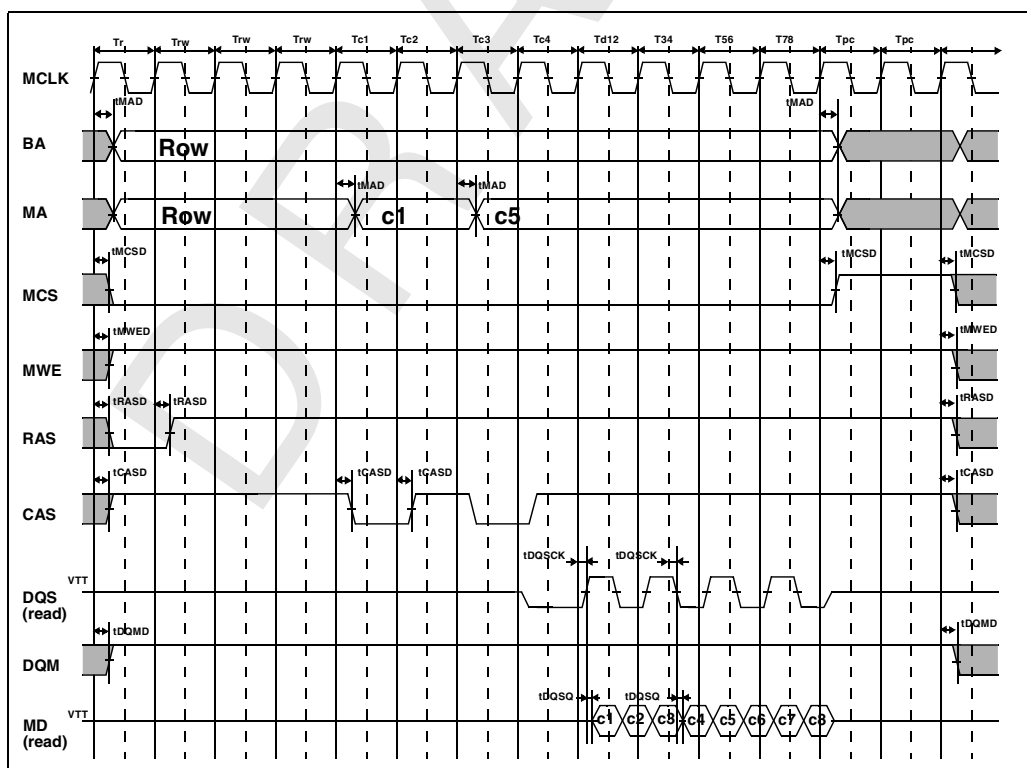 Tr Trw Trw Trw Tc1 Tc2 Tc3 Tc4 Td12 T34 T56 T78 Tpc Tpc
MCLK
tMAD tMAD
BA Row
tMAD tMAD
MA Row c1 c5
tMCSD tMCSD tMCSD
MCS
tMWED tMWED
MWE
tRASD tRASD tRASD
RAS
tCASD tCASD tCASD tCASD
CAS
tDQSCK tDQSCK
VTT
DQS
(read)
tDQMD tDQMD
DQM
tDQSQ tDQSQ
VTT
MD c1 c2 c3 c4 c5 c6 c7 c8
(read)
DRA